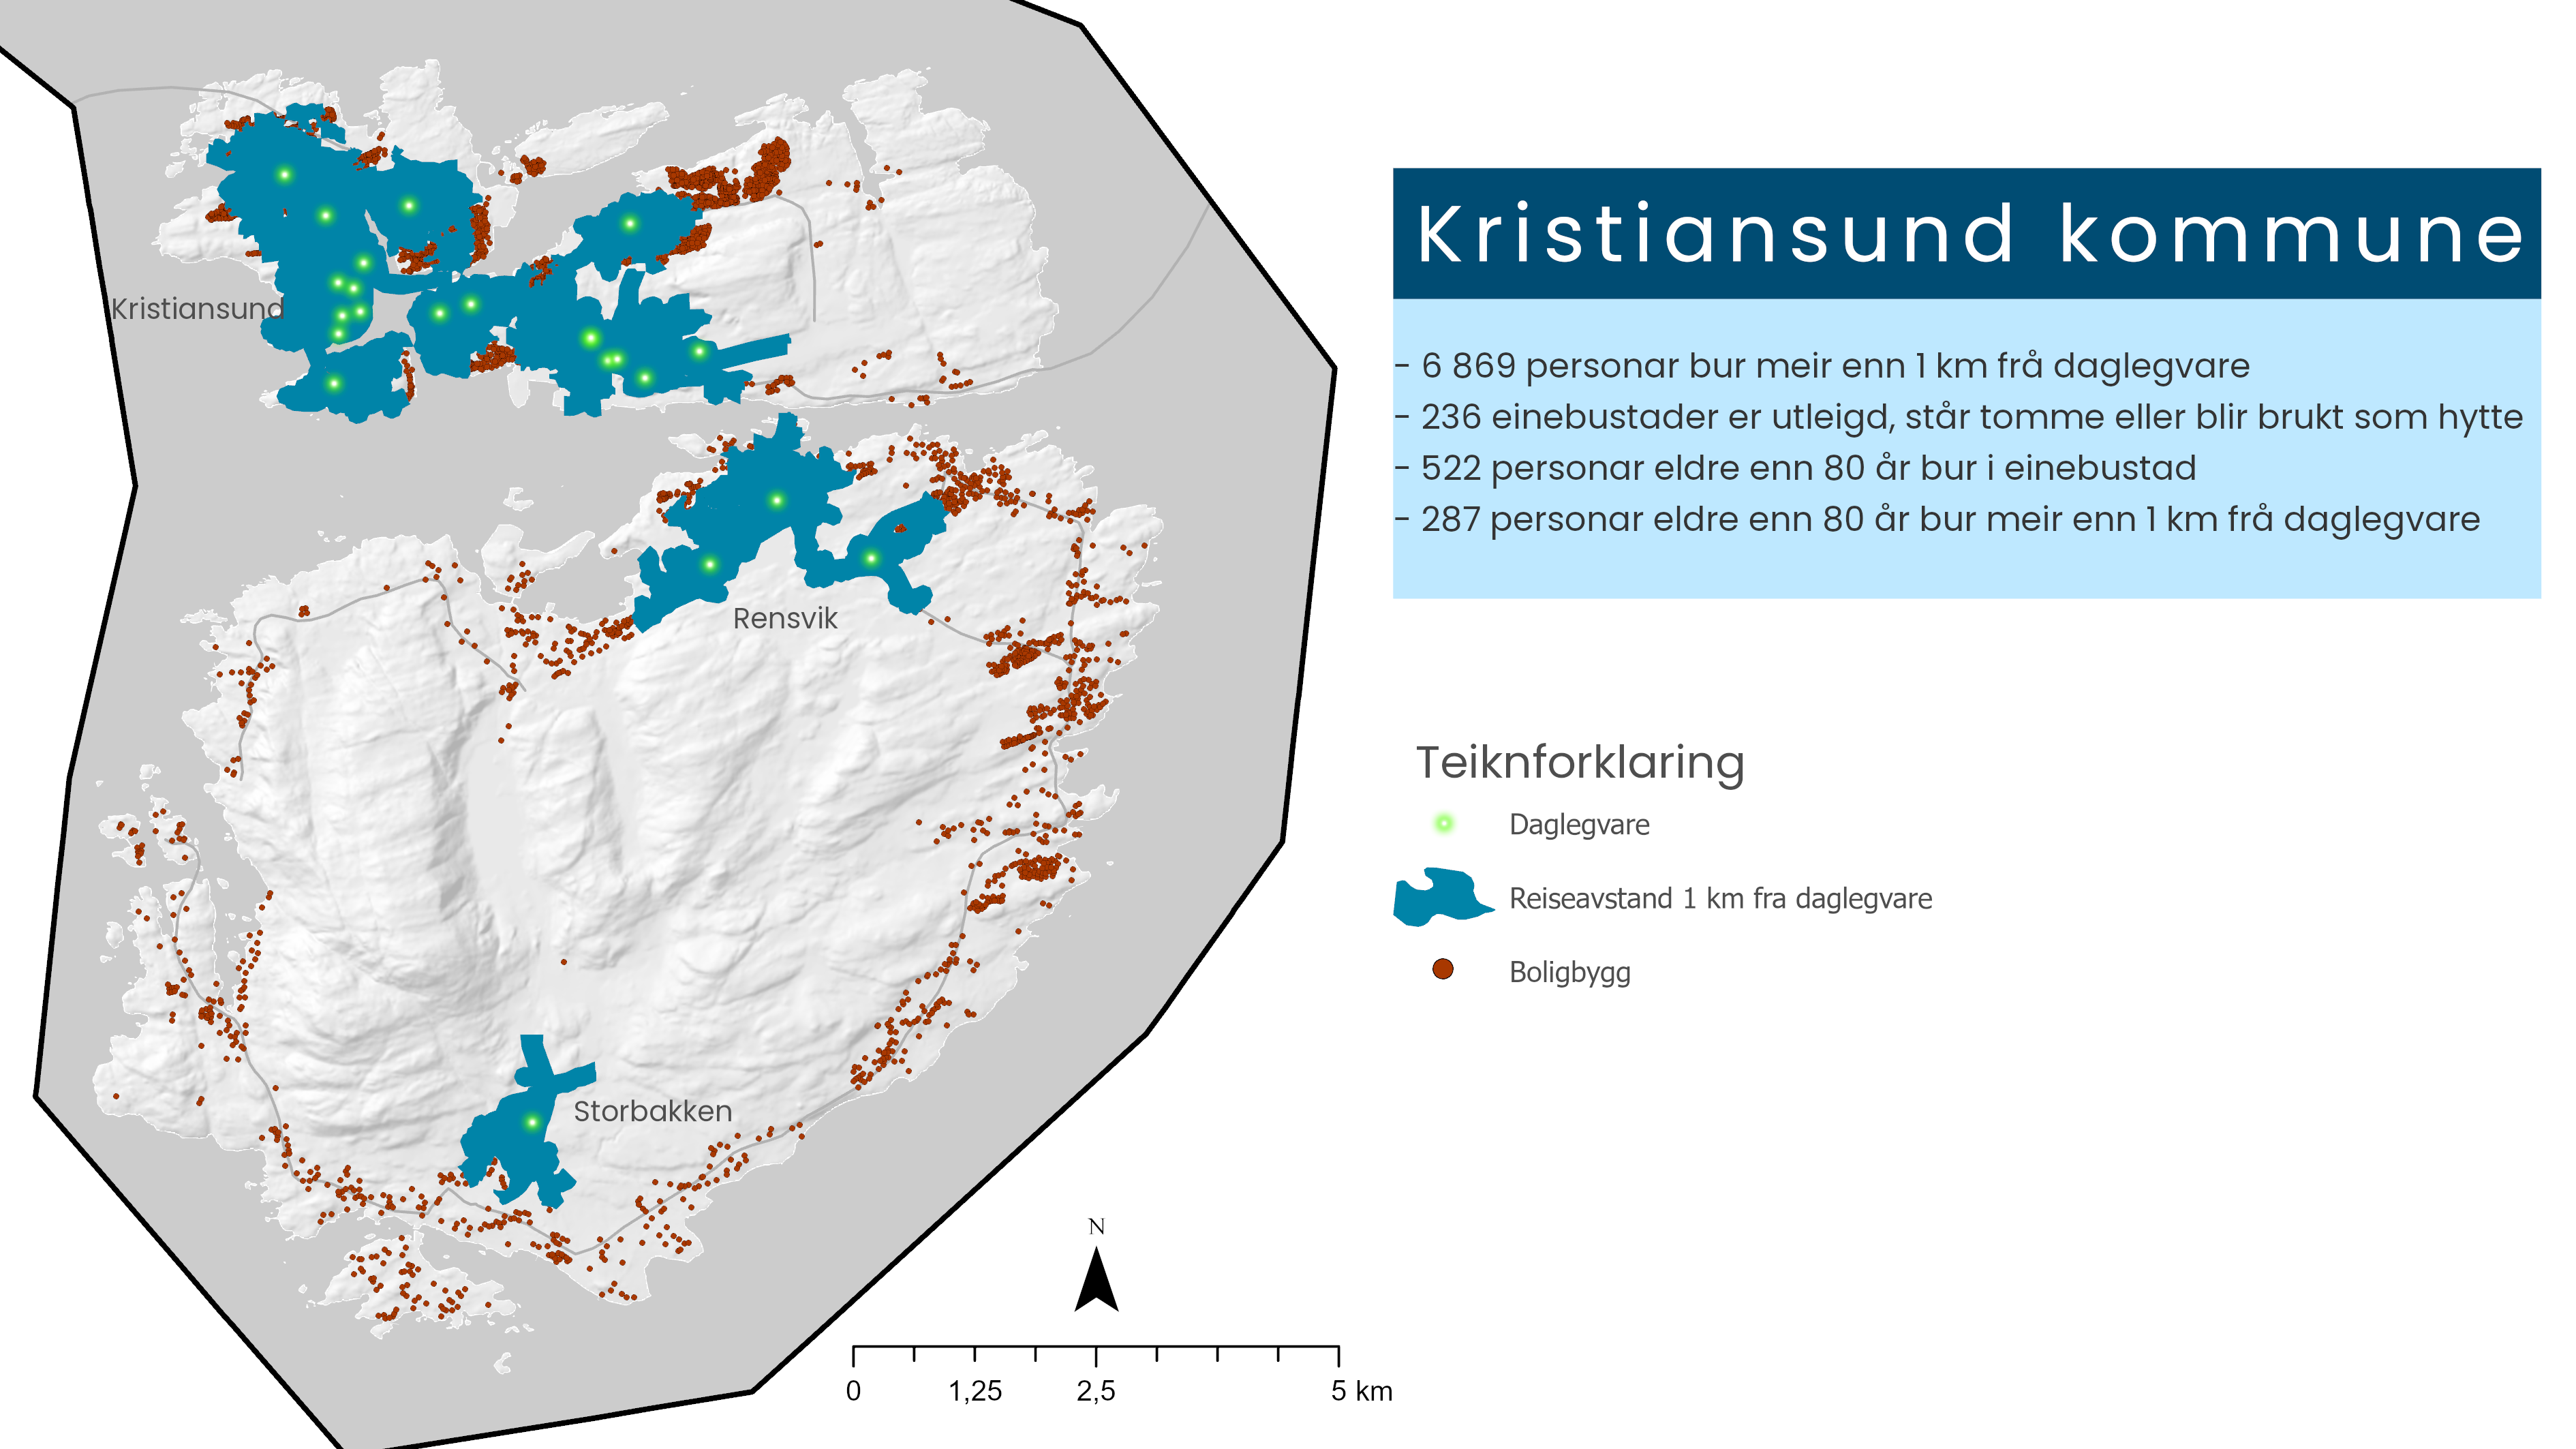 Kristiansund kommune
- 6 869 personar bur meir enn 1 km frå daglegvare
- 236 einebustader er utleigd, står tomme eller blir brukt som hytte
- 522 personar eldre enn 80 år bur i einebustad
- 287 personar eldre enn 80 år bur meir enn 1 km frå daglegvare
Kristiansund
Rensvik
Storbakken
Teiknforklaring
Daglegvare
Reiseavstand 1 km fra daglegvare
Boligbygg
N
0 1,25 2,5 5 km